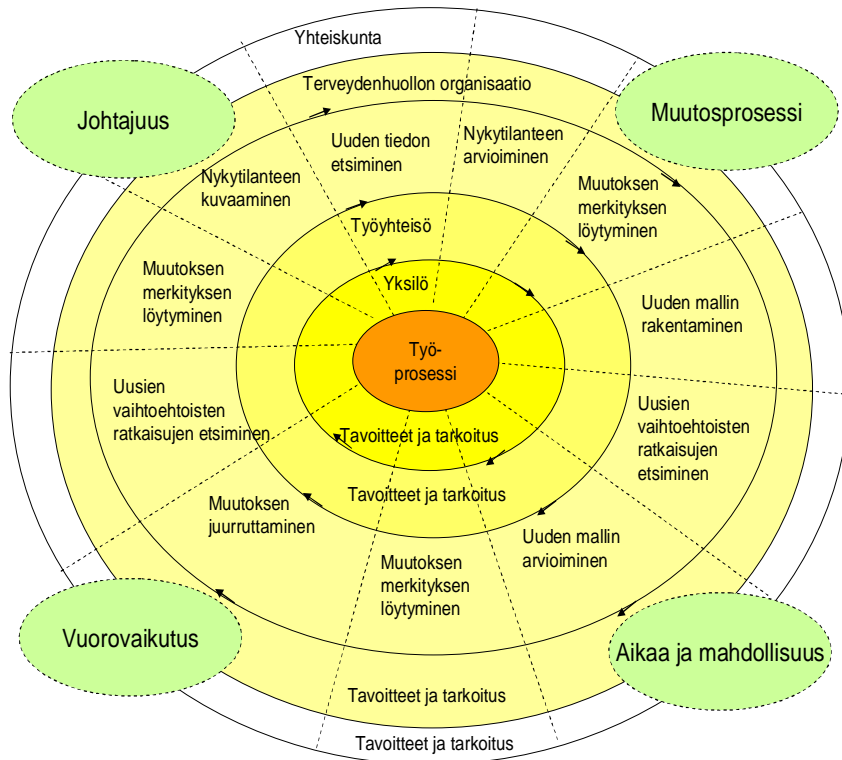 Yhteiskunta
Terveydenhuollon organisaatio
Johtajuus
Muutosprosessi
Uuden tiedon
etsiminen
Nykytilanteen
arvioiminen
Nykytilanteen
kuvaaminen
Muutoksen
merkityksen
löytyminen
Työyhteisö
Muutoksen
merkityksen
löytyminen
Yksilö
Uuden mallin
rakentaminen
Työ-
prosessi
Uusien
vaihtoehtoisten
ratkaisujen etsiminen
Uusien
vaihtoehtoisten
ratkaisujen
etsiminen
Tavoitteet ja tarkoitus
Tavoitteet ja tarkoitus
Muutoksen
juurruttaminen
Uuden mallin
arvioiminen
Muutoksen
merkityksen
löytyminen
Vuorovaikutus
Aikaa ja mahdollisuus
Tavoitteet ja tarkoitus
Tavoitteet ja tarkoitus